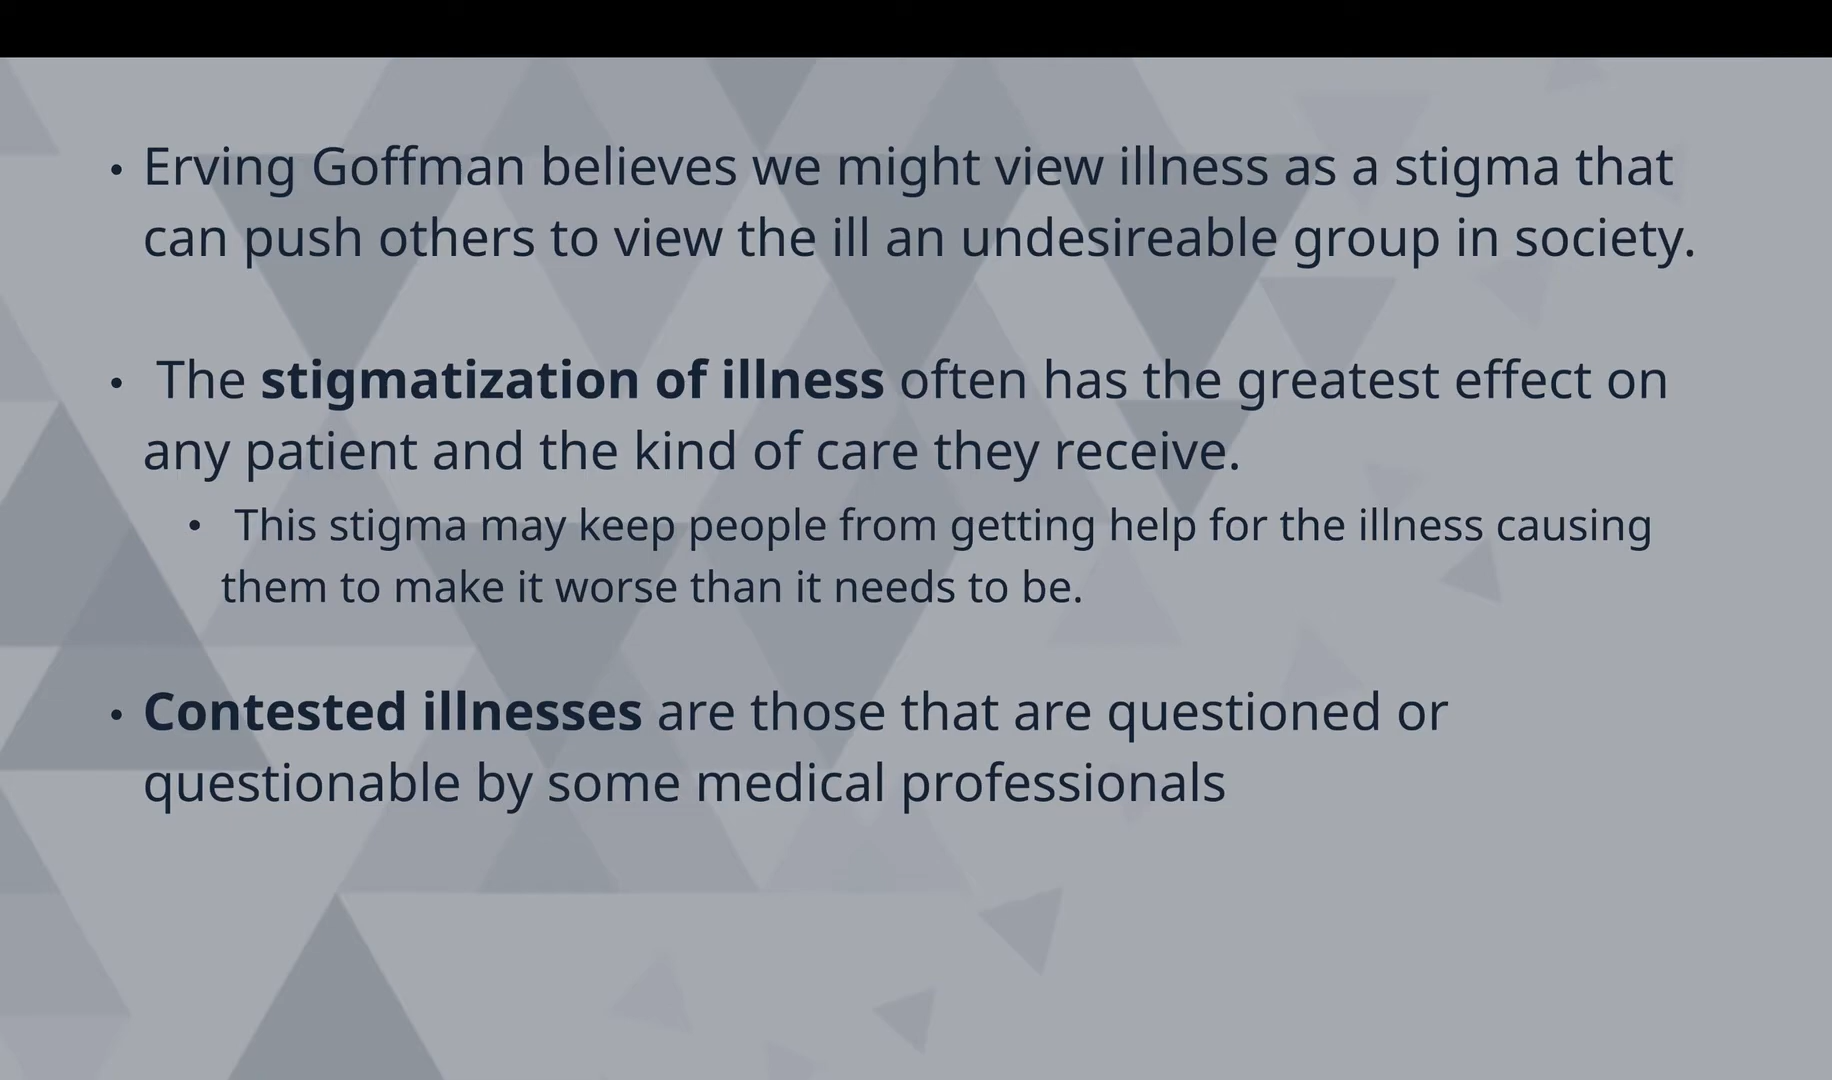 • Erving Goffman believes we might view illness as a stigma that
can push others to view the ill an undesireable group in society.
• The stigmatization of illness often has the greatest effect on
any patient and the kind of care they receive.
• This stigma may keep people from getting help for the illness causing
them to make it worse than it needs to be.
• Contested illnesses are those that are questioned or
questionable by some medical professionals